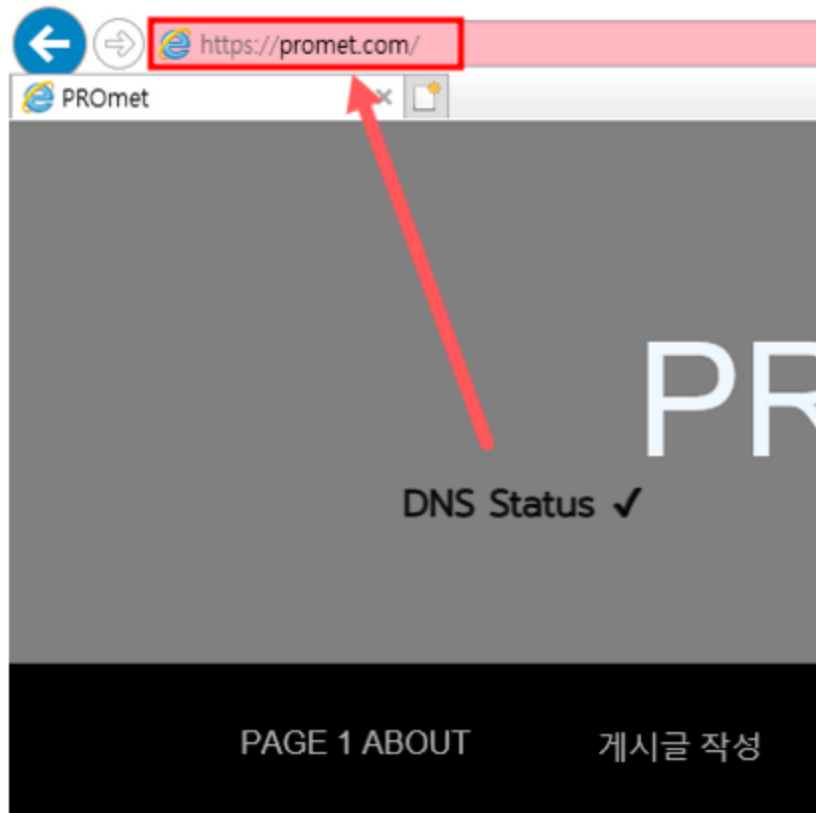 https://promet.com/
PROmet
PR
DNS Status ✓
PAGE 1 ABOUT 게시글 작성